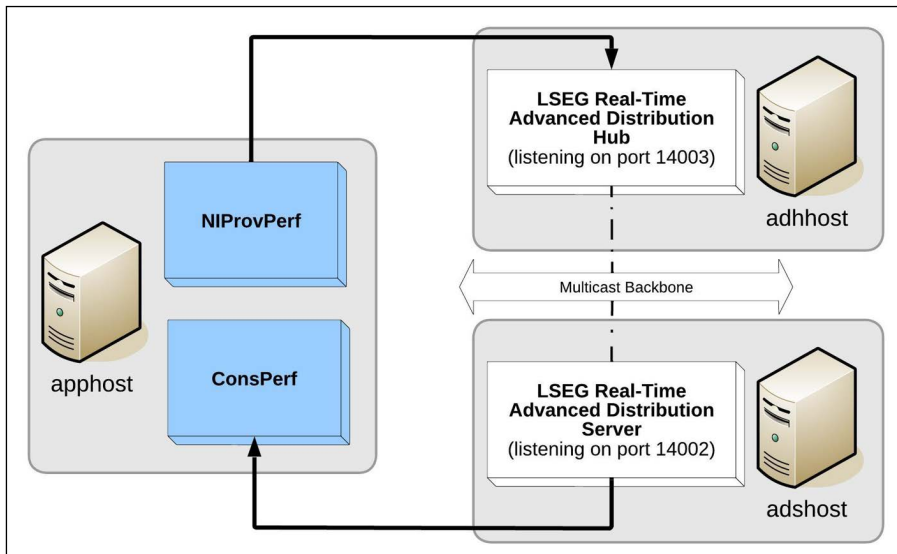 LSEG Real-Time
Advanced Distribution
Hub
(listening on port 14003)
adhhost
NIProvPerf
Multicast Backbone
apphost
ConsPerf
LSEG Real-Time
Advanced Distribution
Server
(listening on port 14002)
adshost